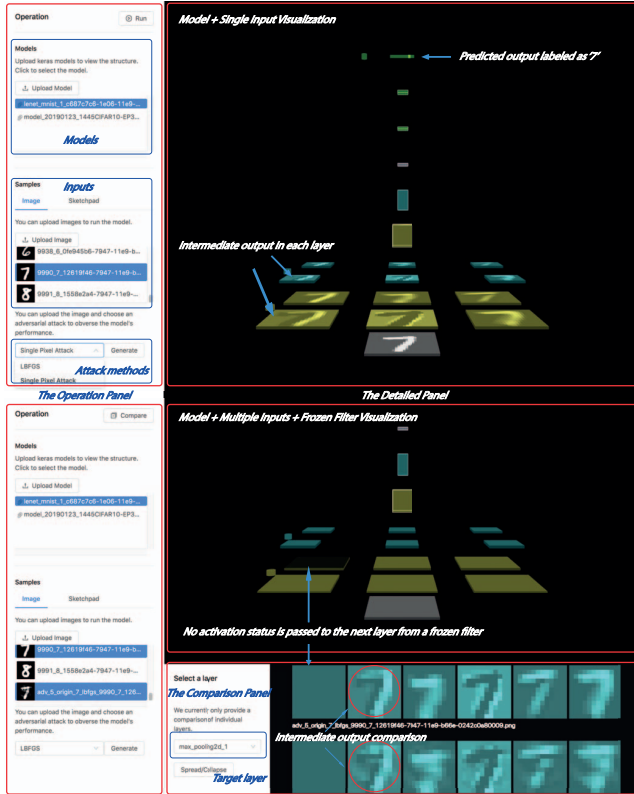 Operation
Run
Models
Upload keras models to view the structure.
Click to select the model.
Upload Model
lenet_mnist_1_c687c7c6-1e06-11e9-...
model_20190123_1445CIFAR10-EP3...
Models
Samples
Inputs
Image
Sketchpad
You can upload images to run the model.
Upload Image
9938_6_0fe945b6-7947-11e9-b...
9990_7_12619f46-7947-11e9-b...
9991_8_1558e2a4-7947-11e9-b...
You can upload the image and choose an
adversarial attack to obverse the model's
performance.
Single Pixel Attack
Generate
LBFGS
Single Pixel Attack
Attack methods
The Operation Panel
Model + Single Input Visualization
Predicted output labeled as '7'
Intermediate output in each layer
The Detailed Panel
Operation
Compare
Models
Upload keras models to view the structure.
Click to select the model.
Upload Model
lenet_mnist_1_c687c7c6-1e06-11e9-...
model_20190123_1445CIFAR10-EP3...
Samples
Image
Sketchpad
You can upload images to run the model.
Upload Image
9990_7_12619f46-7947-11e9-b...
9991_8_1558e2a4-7947-11e9-b...
adv_5_origin_7_lbfgs_9990_7_126...
You can upload the image and choose an
adversarial attack to obverse the model's
performance.
LBFGS
Generate
Model + Multiple Inputs + Frozen Filter Visualization
No activation status is passed to the next layer from a frozen filter
Select a layer
The Comparison Panel
We currently only provide a
comparison of individual
layers.
max_pooling2d_1
Spread/Collapse
Target layer
adv_5_origin_7_lbfgs_9990_7_12619f46-7947-11e9-b66e-0242c0a80009.png
Intermediate output comparison